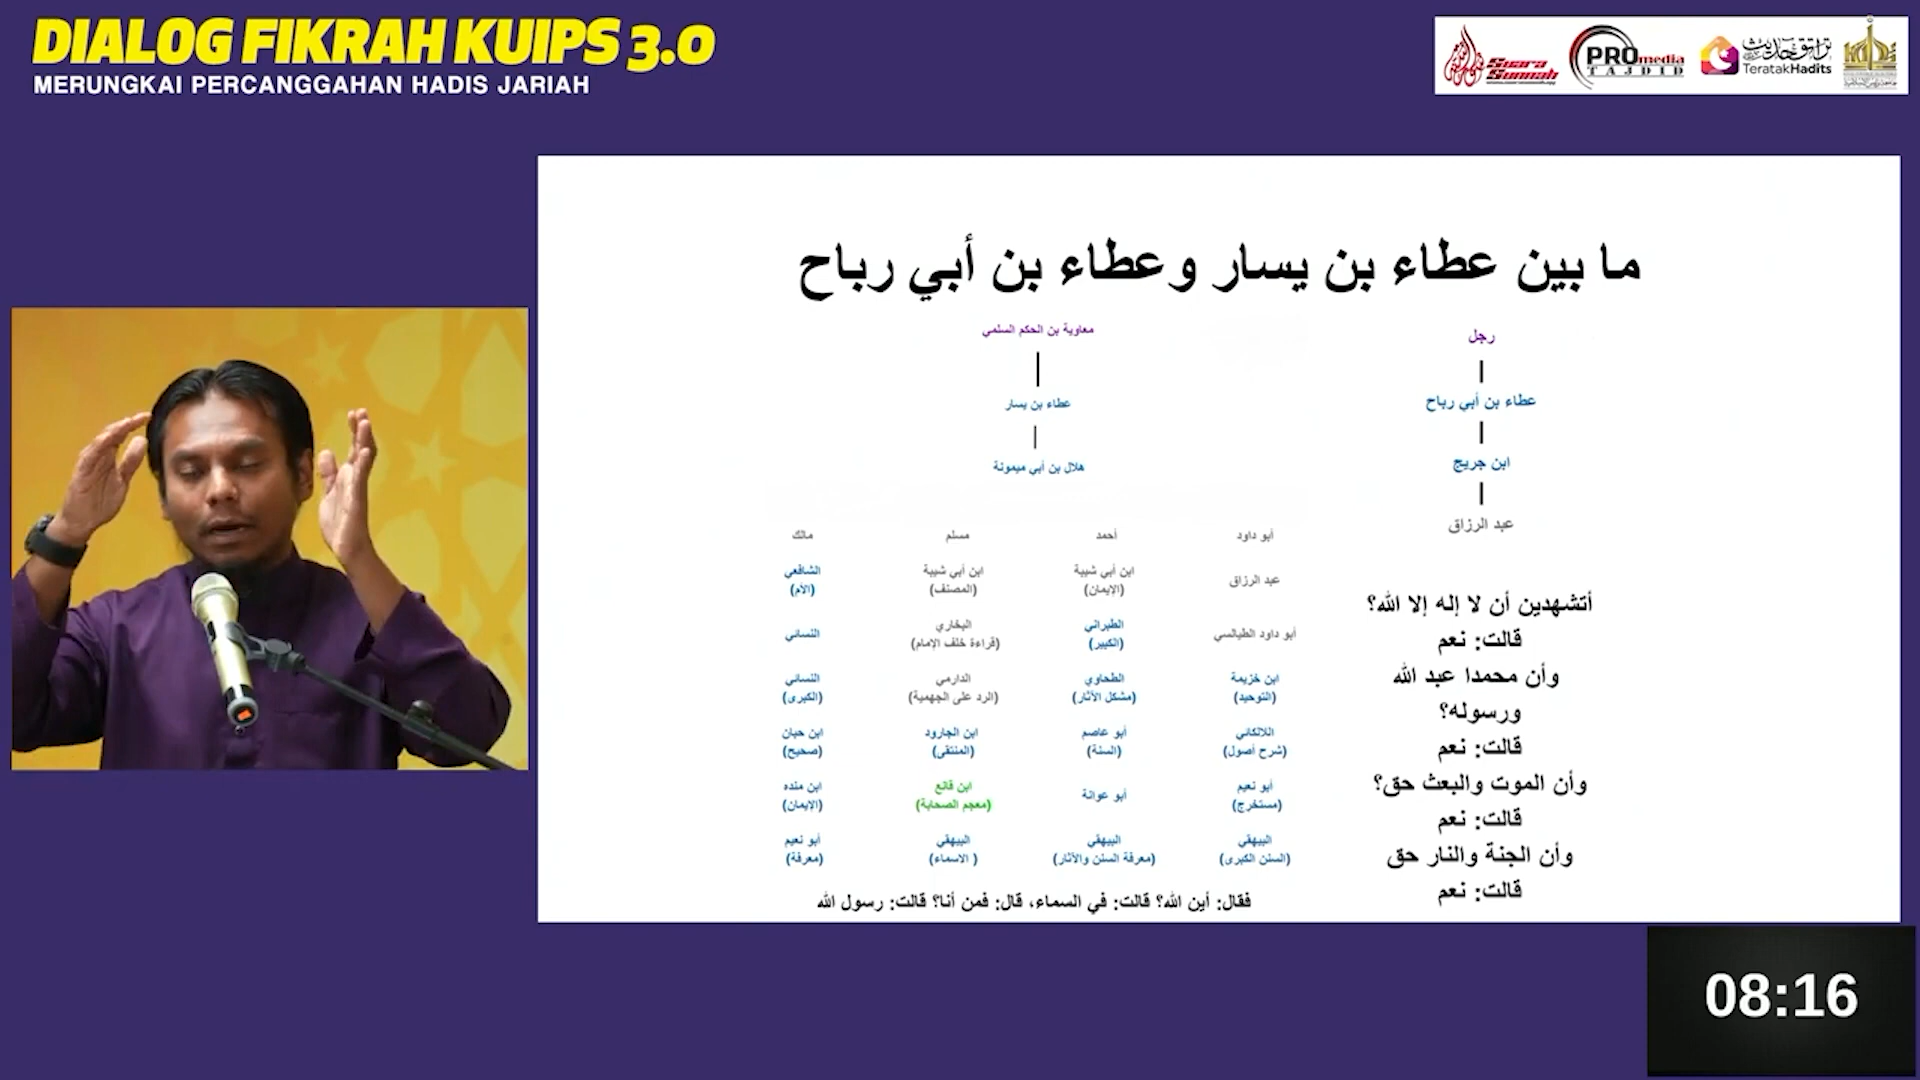 DIALOG FIKRAH KUIPS 3.0
MERUNGKAI PERCANGGAHAN HADIS JARIAH
Suara Sunnah
PROmedia
TAJDID
TeratakHadits
ما بين عطاء بن يسار وعطاء بن أبي رباح
معاوية بن الحكم السلمي
عطاء بن يسار
هلال بن أبي ميمونة
رجل
عطاء بن أبي رباح
ابن جريج
عبد الرزاق
أبو داود أحمد مسلم مالك
عبد الرزاق ابن أبي شيبة ابن أبي شيبة الشافعي
(الإيمان) (المصنف) (الأم)
أبو داود الطيالسي الطبراني البخاري النسائي
(الكبير) (قراءة خلف الإمام)
ابن خزيمة الطحاوي الدارمي النسائي
(التوحيد) (مشكل الآثار) (الرد على الجهمية) (الكبرى)
اللالكائي أبو عاصم ابن الجارود ابن حبان
(شرح أصول) (السنة) (المنتقى) (صحيح)
أبو نعيم أبو عوانة ابن قانع ابن منده
(مستخرج) (معجم الصحابة) (الإيمان)
البيهقي البيهقي البيهقي أبو نعيم
(السنن الكبرى) (معرفة السنن والآثار) (الاسماء ) (معرفة)
فقال: أين الله؟ قالت: في السماء، قال: فمن أنا؟ قالت: رسول الله
أتشهدين أن لا إله إلا الله؟
قالت: نعم
وأن محمدا عبد الله
ورسوله؟
قالت: نعم
وأن الموت والبعث حق؟
قالت: نعم
وأن الجنة والنار حق
قالت: نعم
08:16